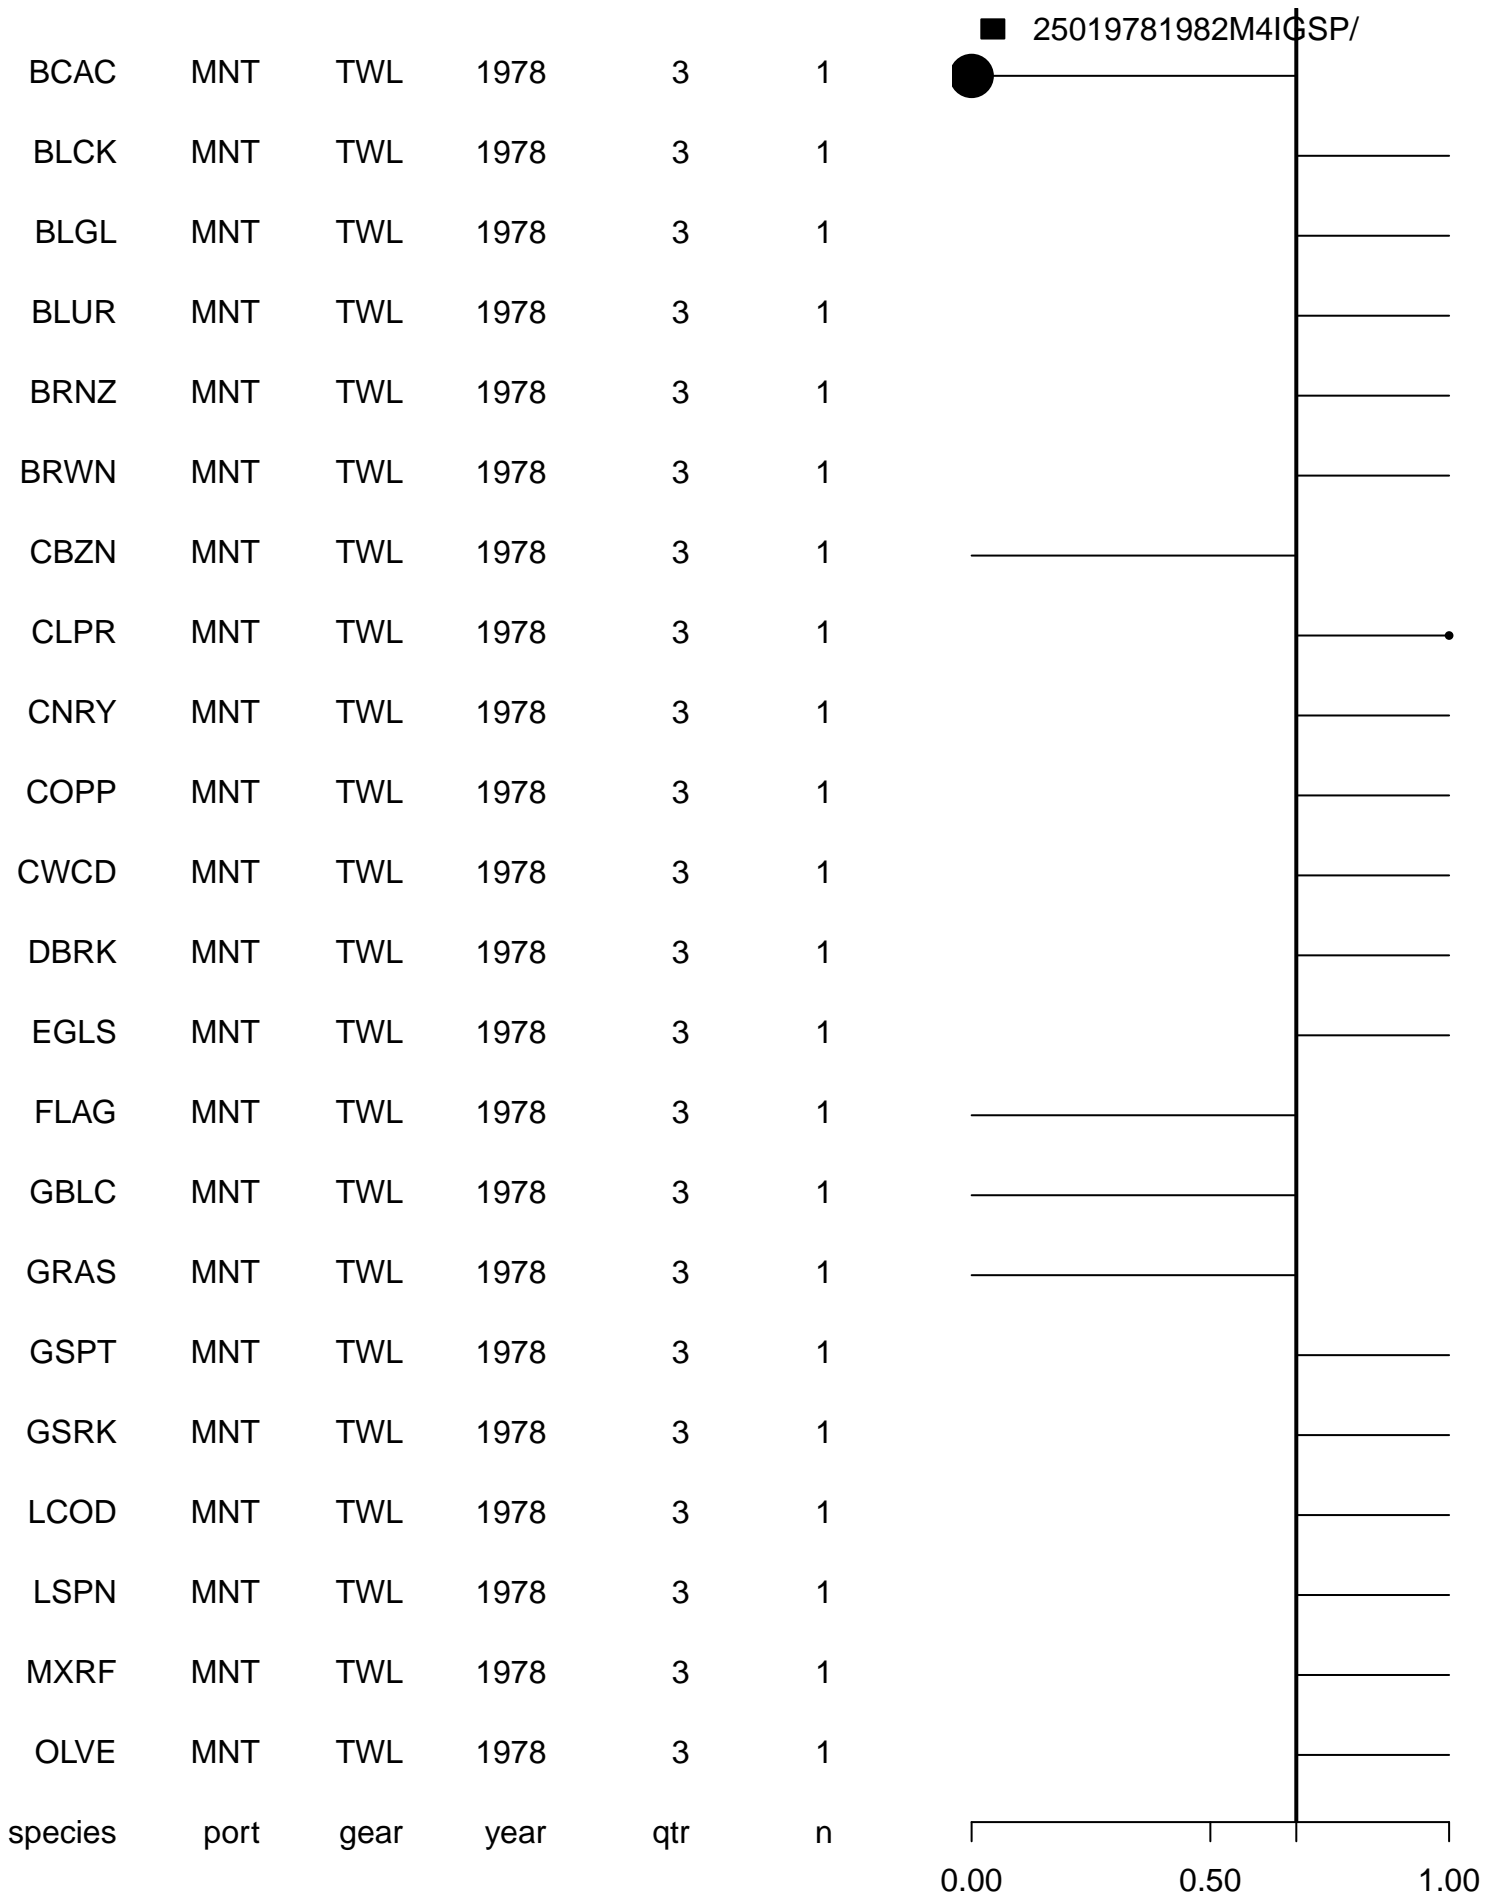 25019781982M4IGSP/
BCAC MNT TWL 1978 3 1
BLCK MNT TWL 1978 3 1
BLGL MNT TWL 1978 3 1
BLUR MNT TWL 1978 3 1
BRNZ MNT TWL 1978 3 1
BRWN MNT TWL 1978 3 1
CBZN MNT TWL 1978 3 1
CLPR MNT TWL 1978 3 1
CNRY MNT TWL 1978 3 1
COPP MNT TWL 1978 3 1
CWCD MNT TWL 1978 3 1
DBRK MNT TWL 1978 3 1
EGLS MNT TWL 1978 3 1
FLAG MNT TWL 1978 3 1
GBLC MNT TWL 1978 3 1
GRAS MNT TWL 1978 3 1
GSPT MNT TWL 1978 3 1
GSRK MNT TWL 1978 3 1
LCOD MNT TWL 1978 3 1
LSPN MNT TWL 1978 3 1
MXRF MNT TWL 1978 3 1
OLVE MNT TWL 1978 3 1
species port gear year qtr n
0.00 0.50 1.00